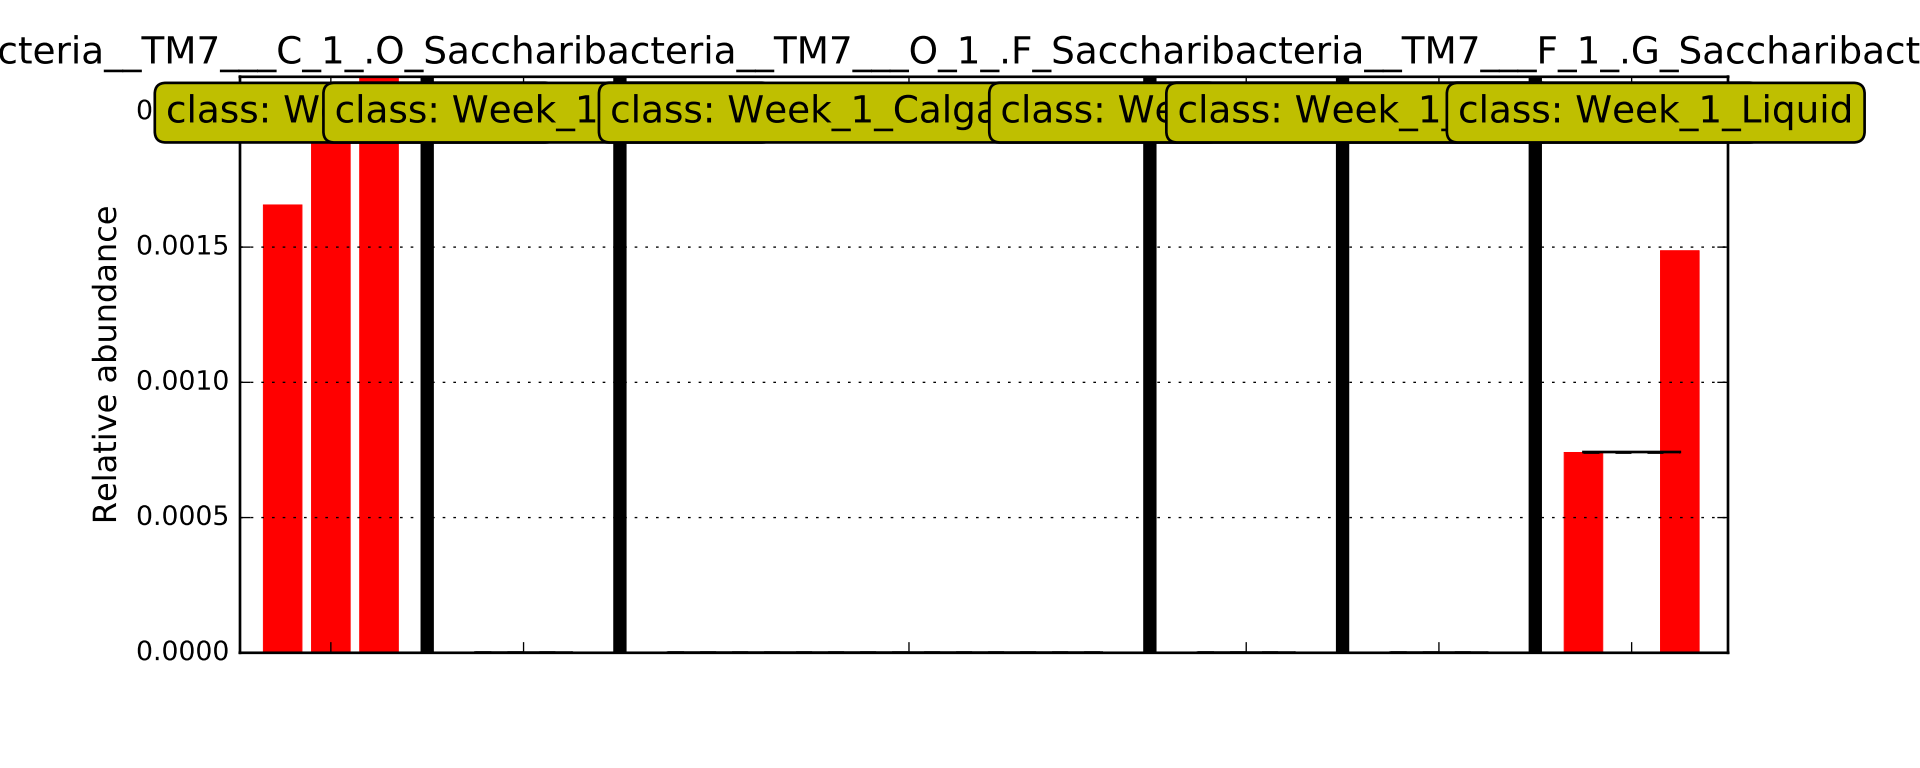 cteria__TM7___C_1_.O_Saccharibacteria__TM7___O_1_.F_Saccharibacteria__TM7___F_1_.G_Saccharibact
class: W
class: Week_1
class: Week_1_Calga
class: We
class: Week_1_
class: Week_1_Liquid
Relative abundance
0.0015
0.0010
0.0005
0.0000